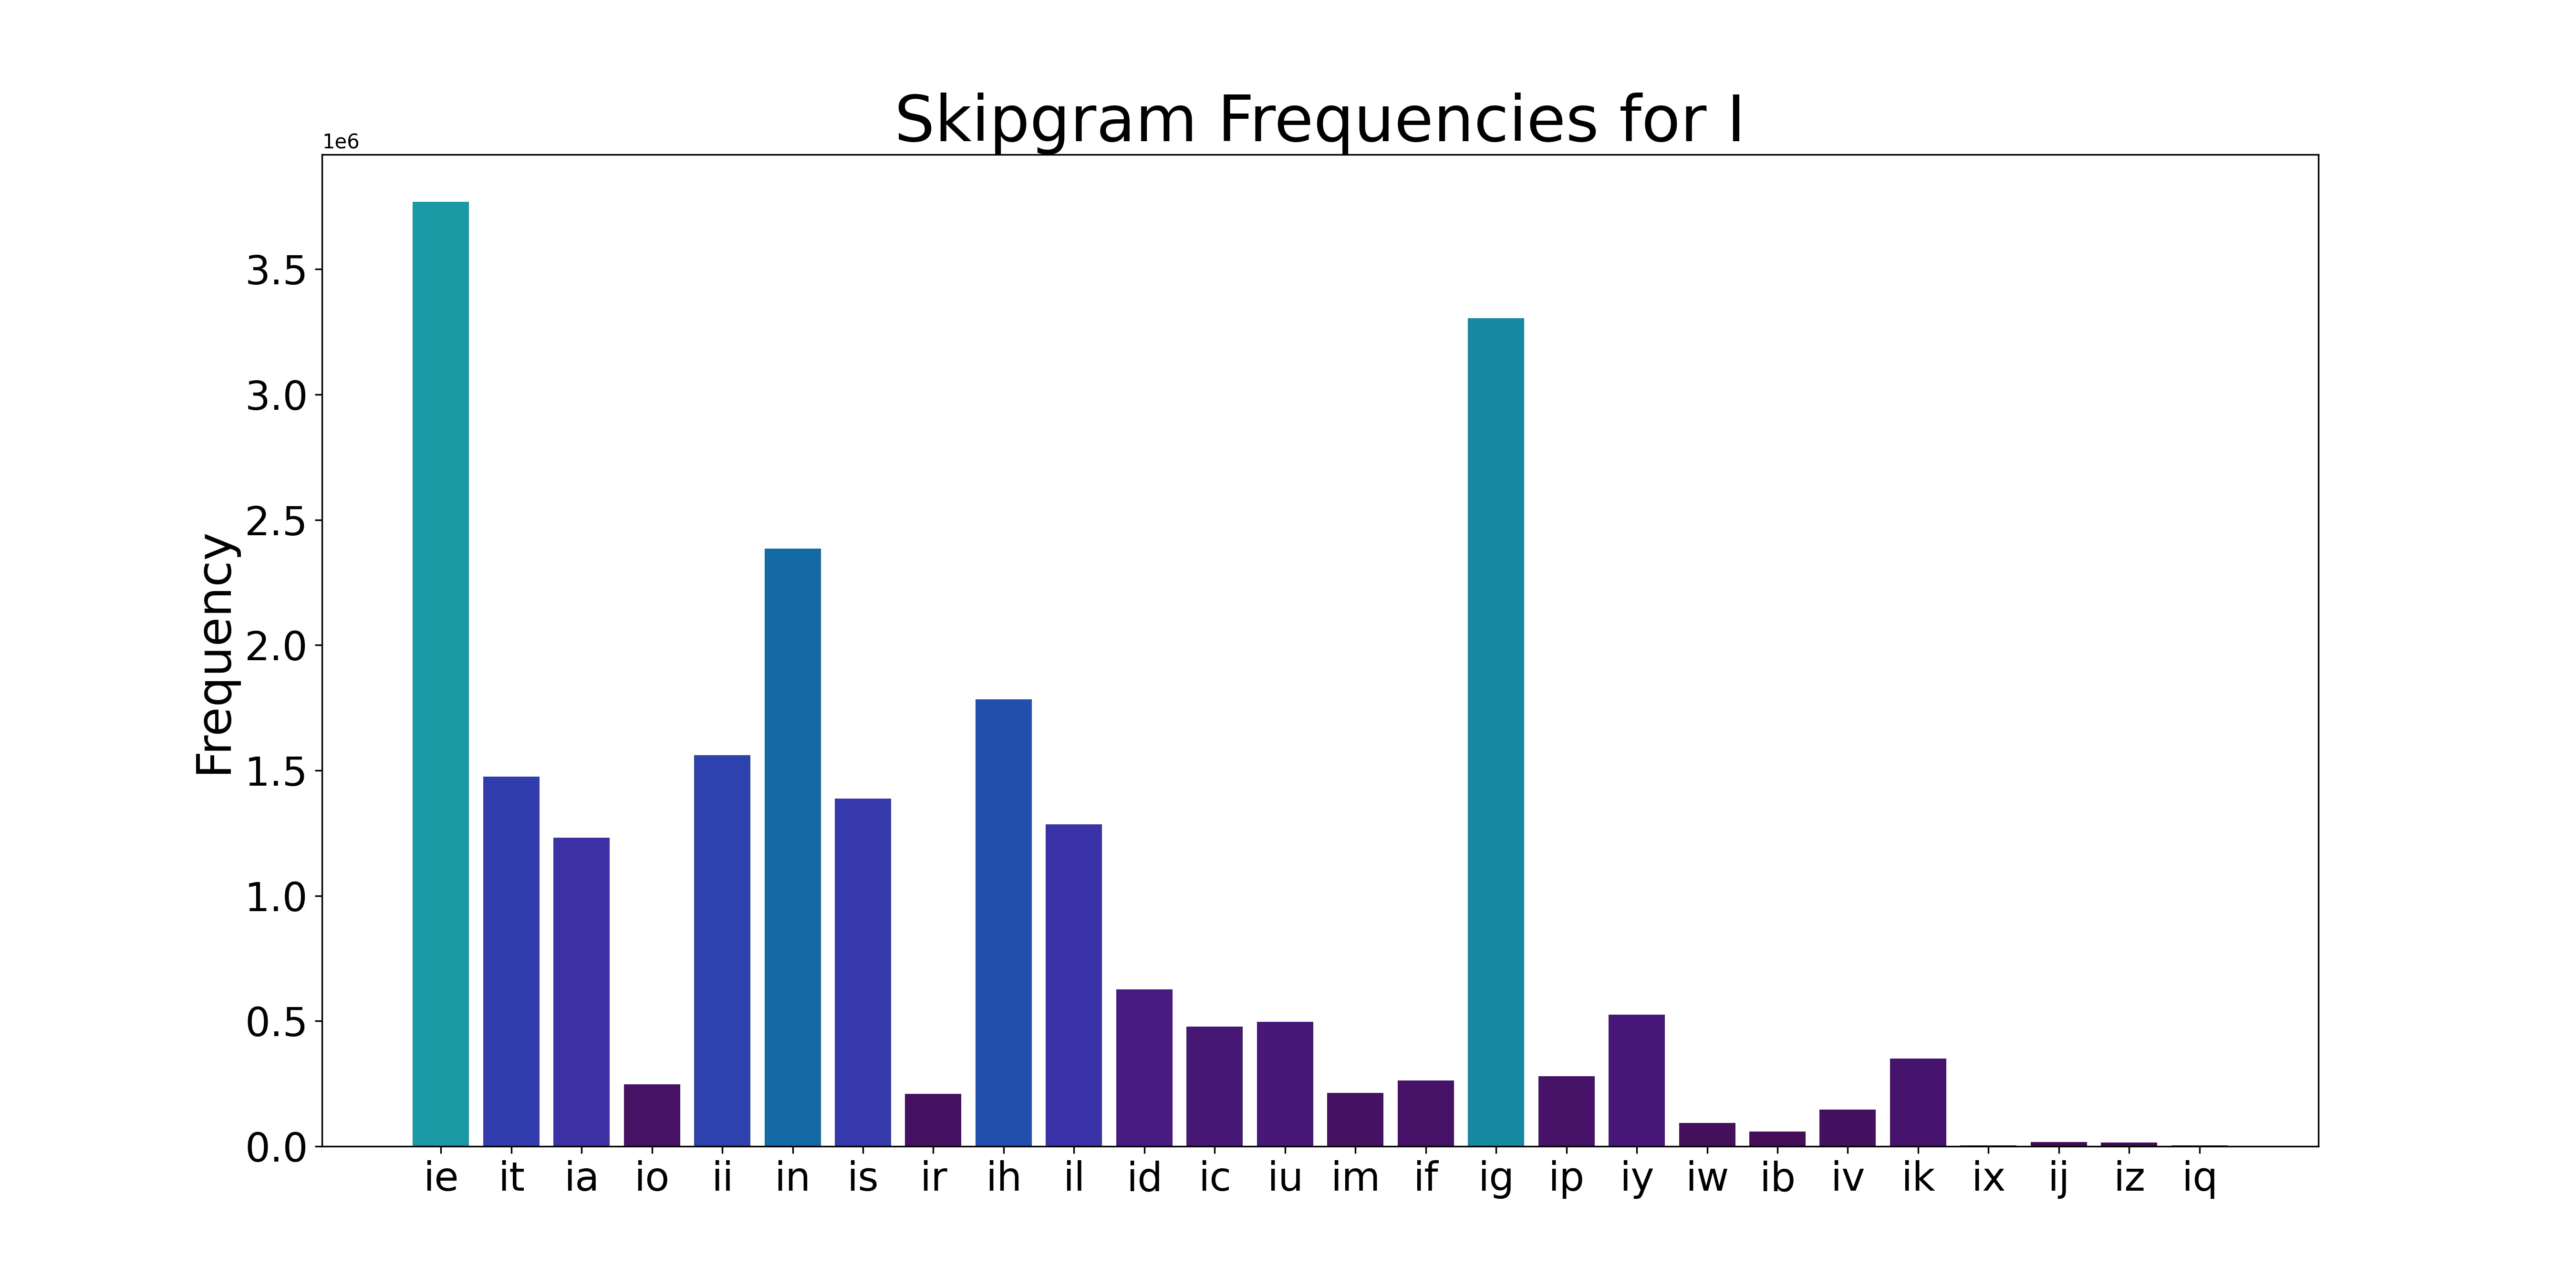 Skipgram Frequencies for I
1e6
Frequency
3.5
3.0
2.5
2.0
1.5
1.0
0.5
0.0
ie it ia io ii in is ir ih il id ic iu im if ig ip iy iw ib iv ik ix ij iz iq